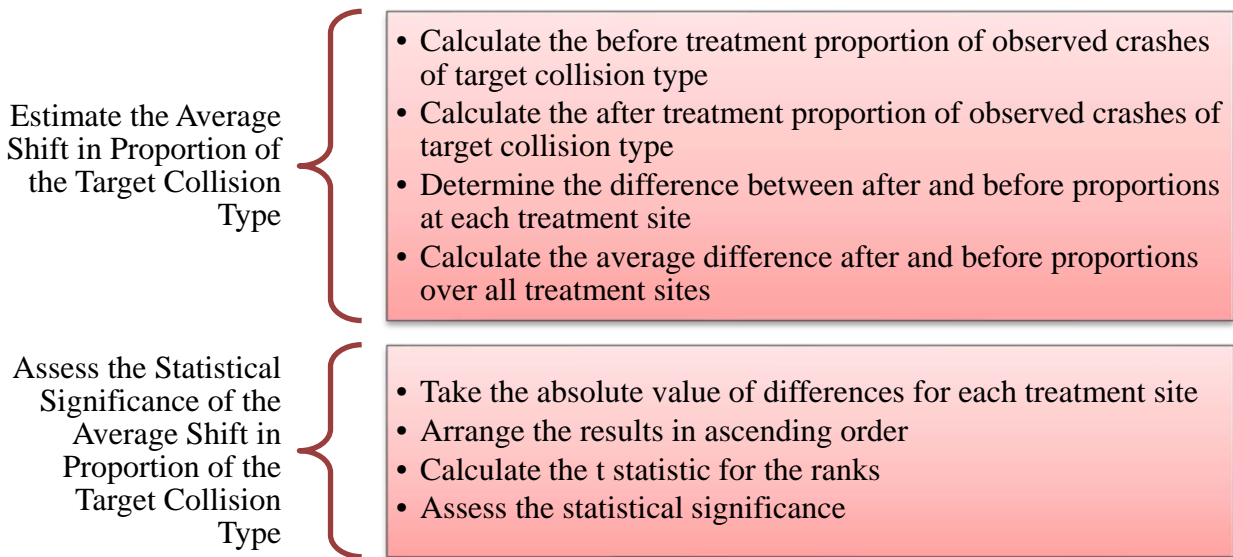 Estimate the Average
Shift in Proportion of
the Target Collision
Type
• Calculate the before treatment proportion of observed crashes
of target collision type
• Calculate the after treatment proportion of observed crashes of
target collision type
• Determine the difference between after and before proportions
at each treatment site
• Calculate the average difference after and before proportions
over all treatment sites
Assess the Statistical
Significance of the
Average Shift in
Proportion of the
Target Collision
Type
• Take the absolute value of differences for each treatment site
• Arrange the results in ascending order
• Calculate the t statistic for the ranks
• Assess the statistical significance